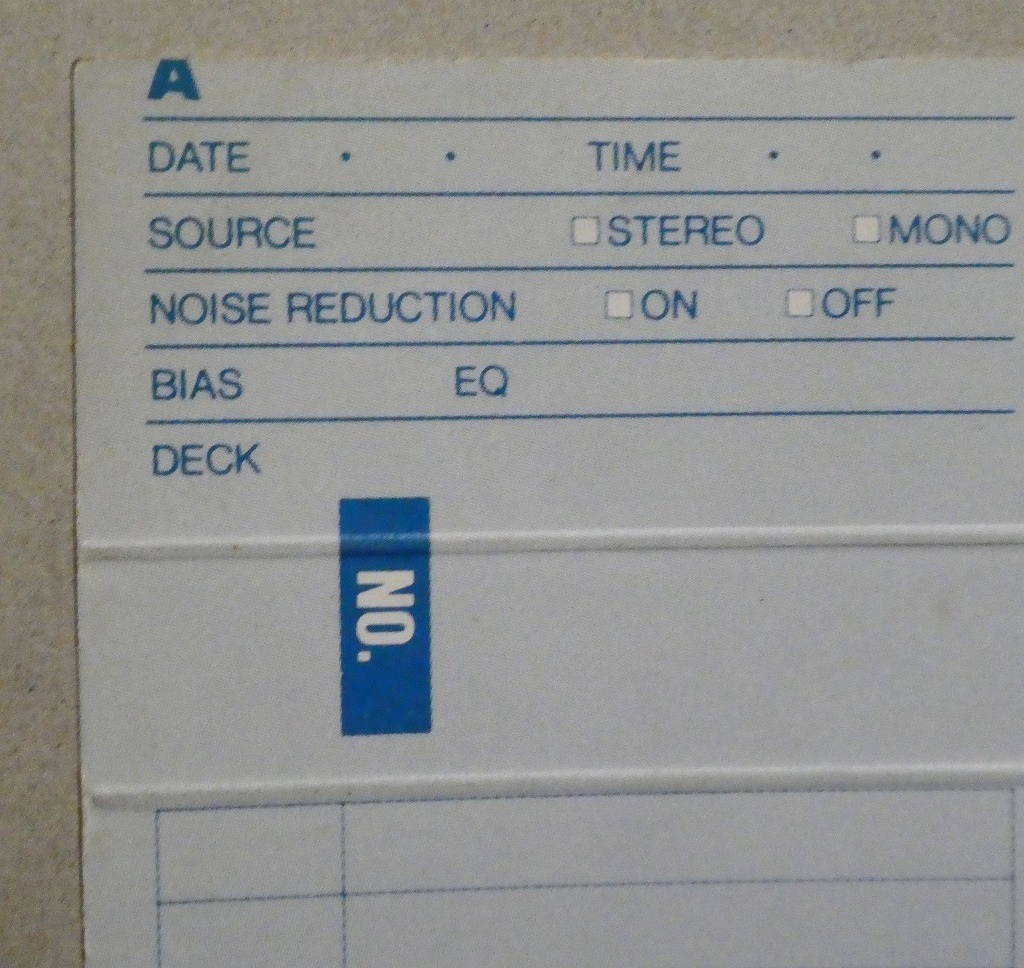 A
DATE . . TIME . .
SOURCE STEREO MONO
NOISE REDUCTION ON OFF
BIAS EQ
DECK
NO.